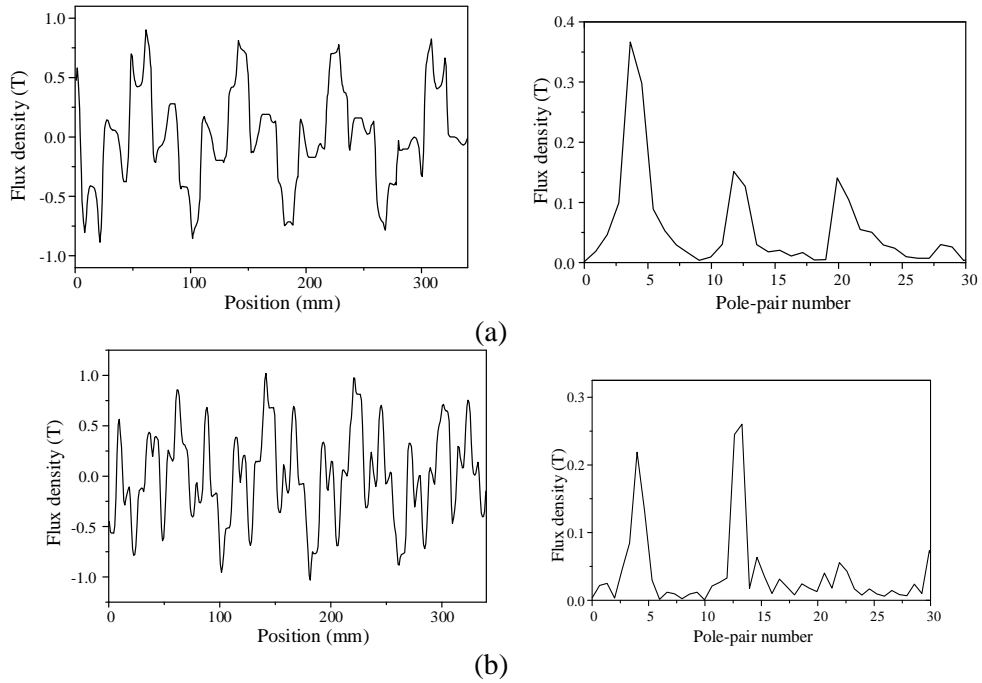 1.0
0.5
0.0
-0.5
-1.0
Flux density (T)
0 100 200 300
Position (mm)
0.4
0.3
0.2
0.1
0.0
Flux density (T)
0 5 10 15 20 25 30
Pole-pair number
(a)
1.0
0.5
0.0
-0.5
-1.0
Flux density (T)
0 100 200 300
Position (mm)
0.3
0.2
0.1
0.0
Flux density (T)
0 5 10 15 20 25 30
Pole-pair number
(b)